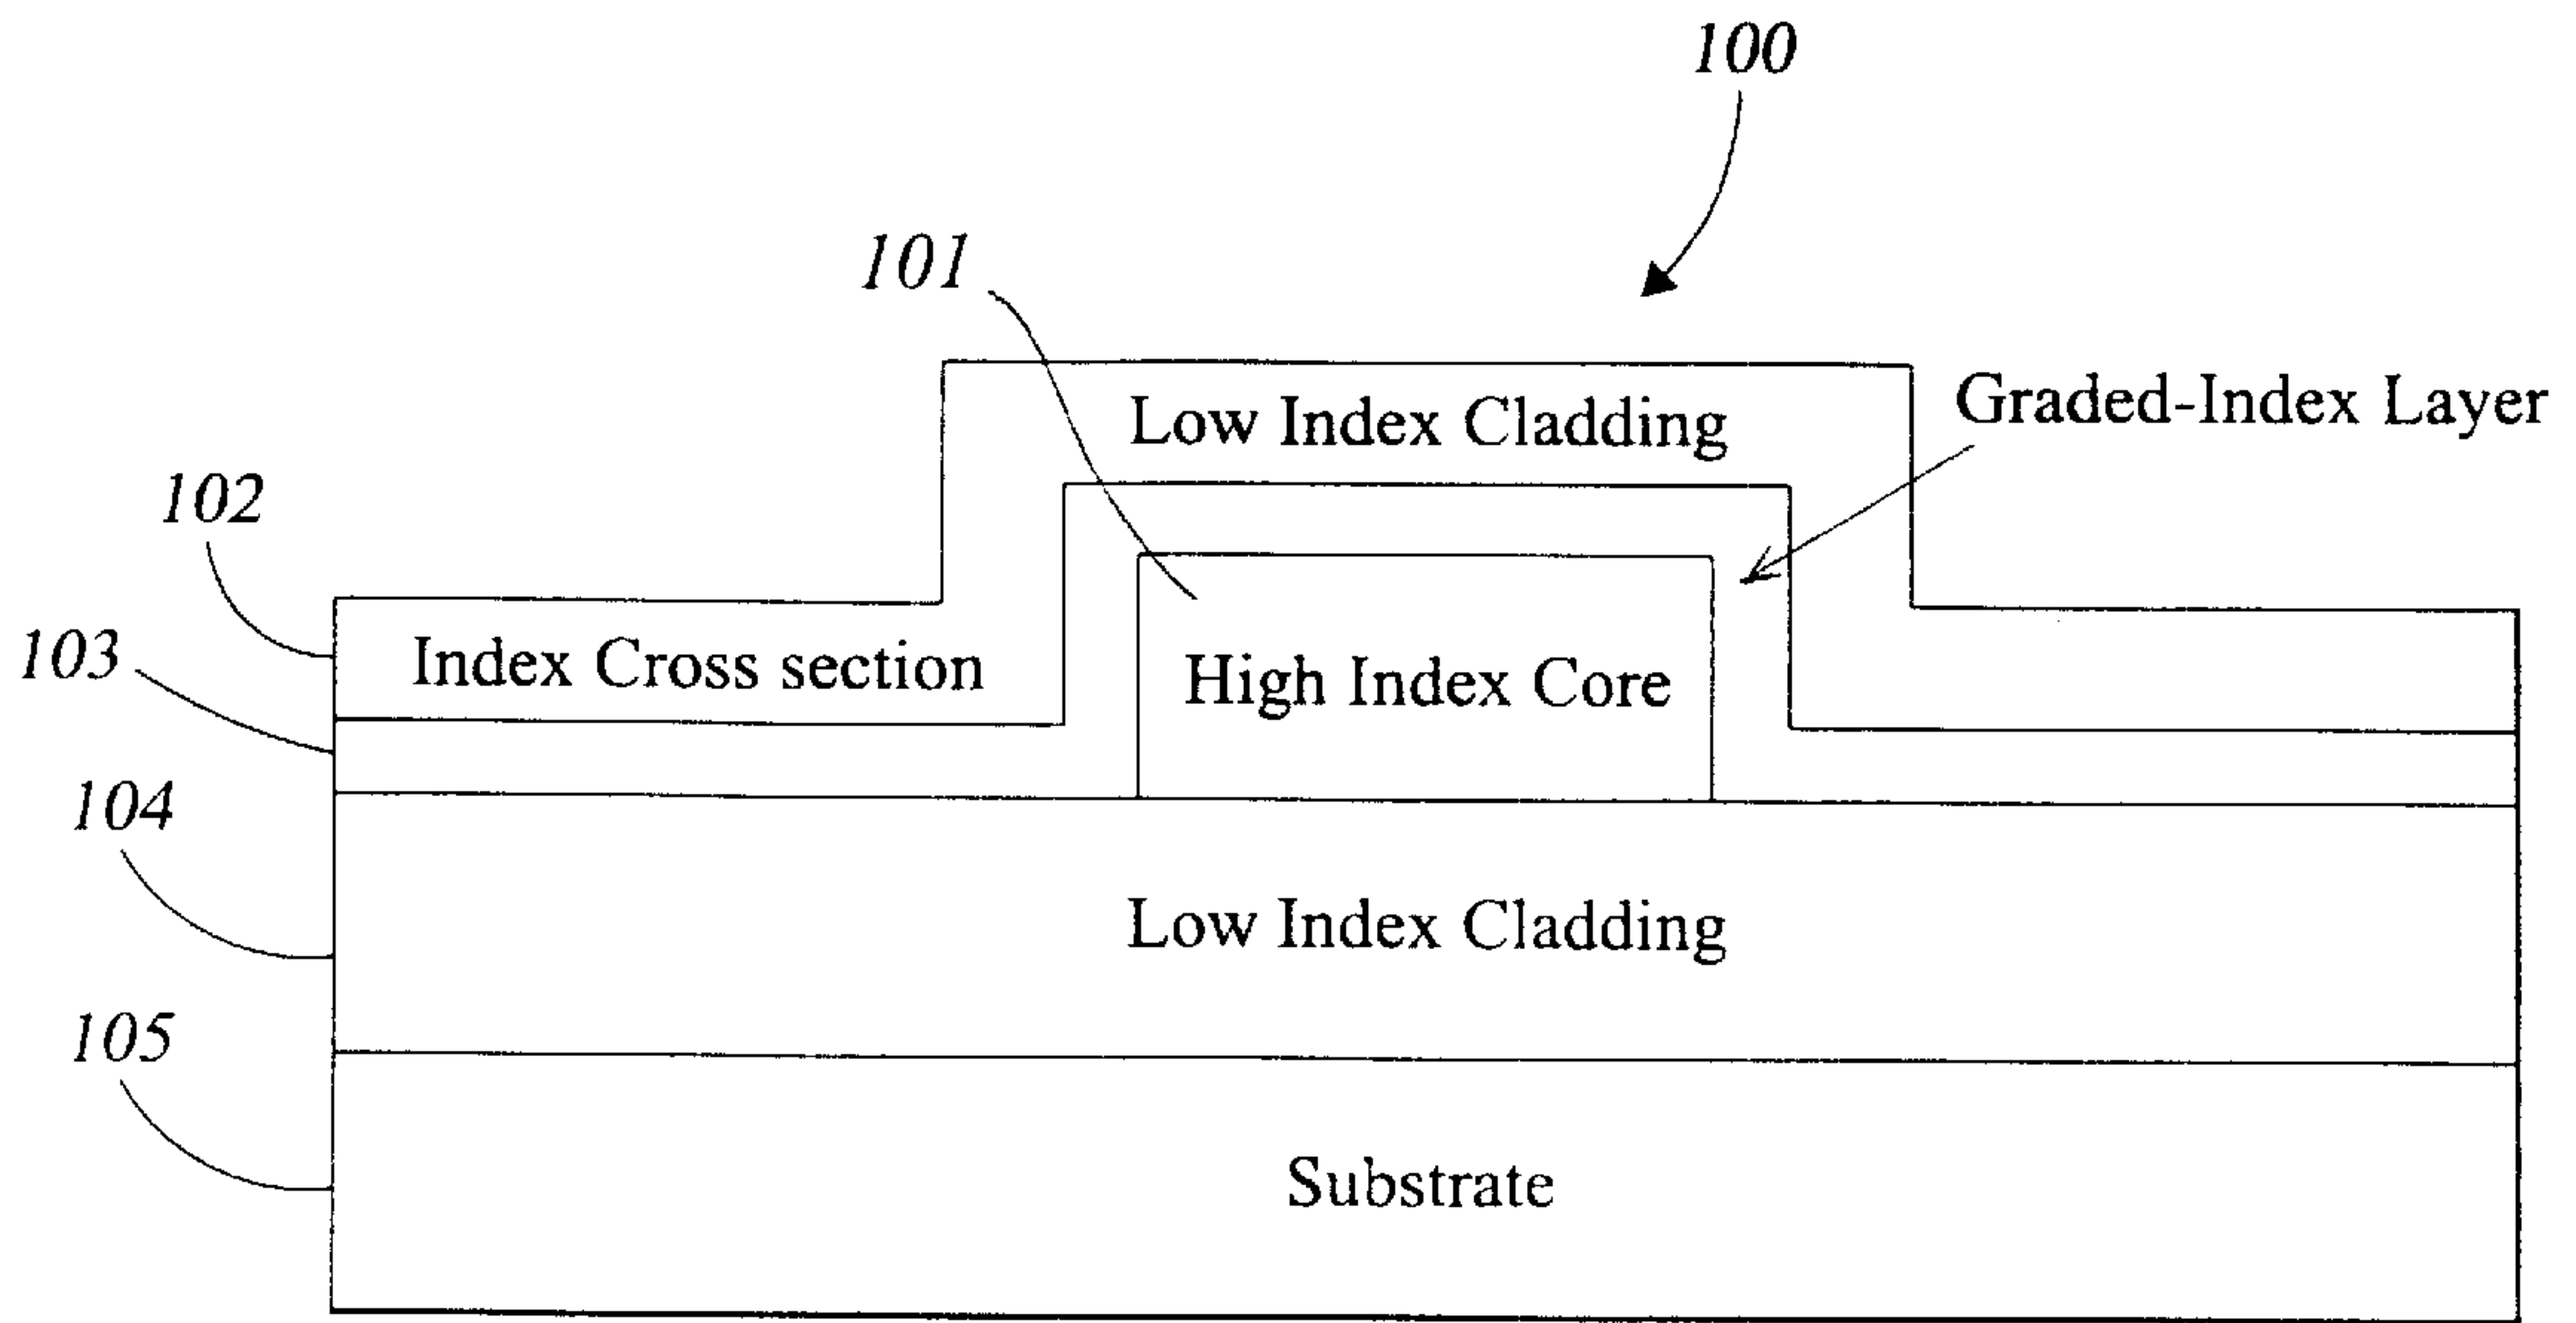 100
101
Low Index Cladding
Graded-Index Layer
102
103
Index Cross section
High Index Core
104
Low Index Cladding
105
Substrate